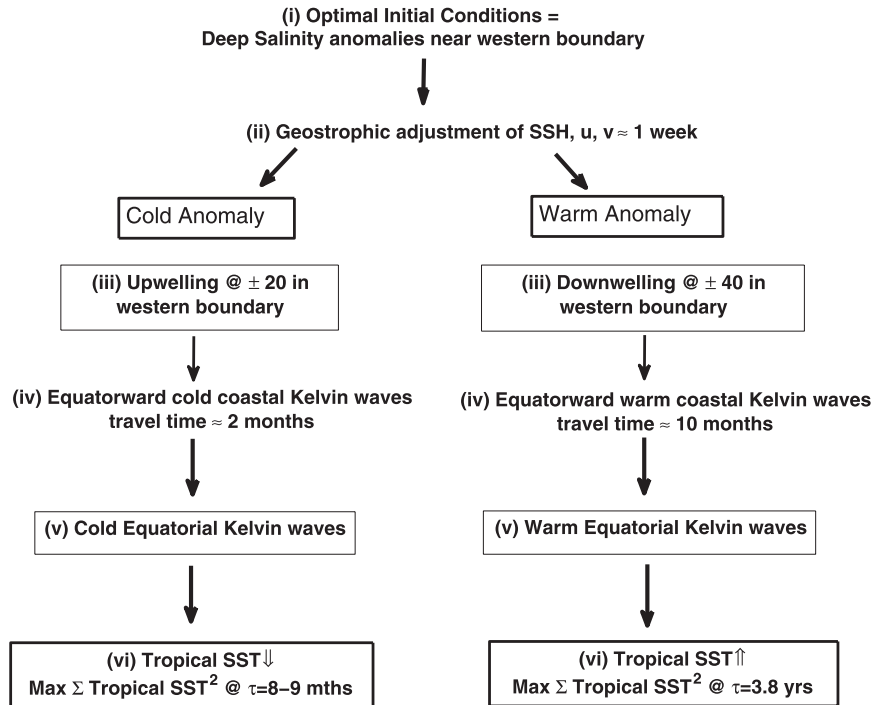 (i) Optimal Initial Conditions =
Deep Salinity anomalies near western boundary
(ii) Geostrophic adjustment of SSH, u, v ≈ 1 week
Cold Anomaly
(iii) Upwelling @ ± 20 in
western boundary
(iv) Equatorward cold coastal Kelvin waves
travel time ≈ 2 months
(v) Cold Equatorial Kelvin waves
(vi) Tropical SST⇓
Max Σ Tropical SST² @ τ=8−9 mths
Warm Anomaly
(iii) Downwelling @ ± 40 in
western boundary
(iv) Equatorward warm coastal Kelvin waves
travel time ≈ 10 months
(v) Warm Equatorial Kelvin waves
(vi) Tropical SST⇑
Max Σ Tropical SST² @ τ=3.8 yrs